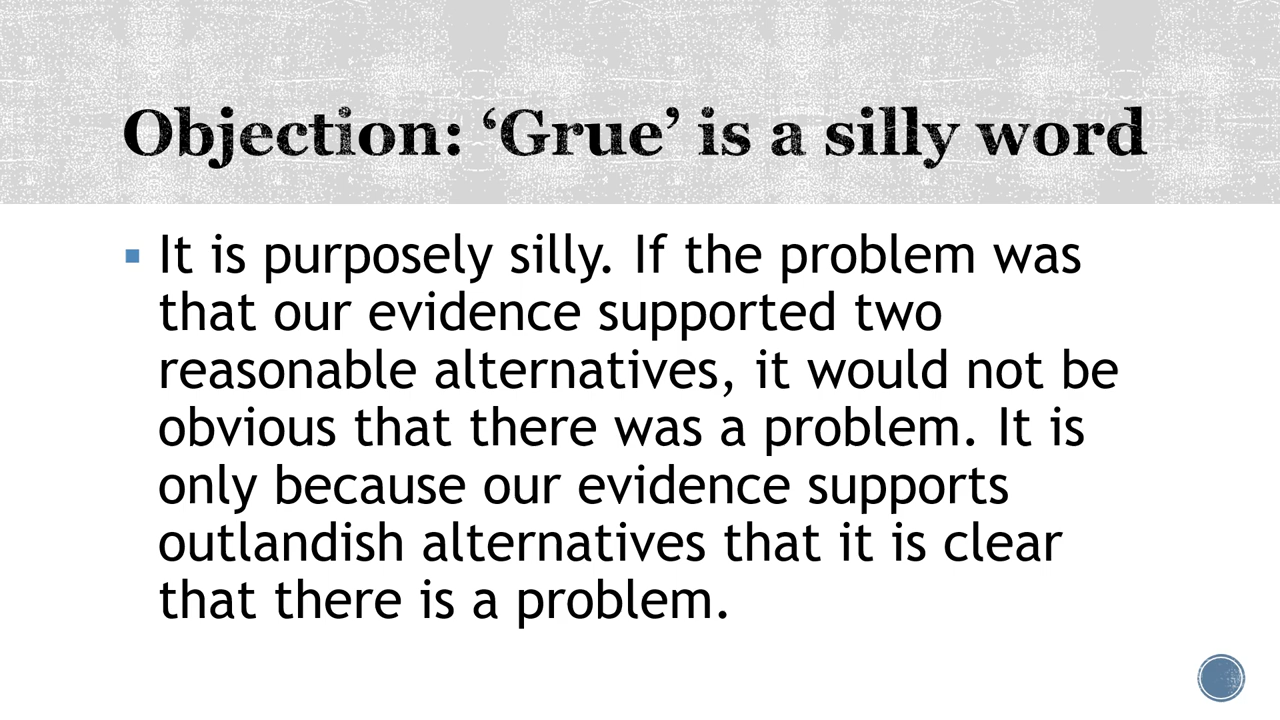 Objection: ‘Grue’ is a silly word
It is purposely silly. If the problem was
that our evidence supported two
reasonable alternatives, it would not be
obvious that there was a problem. It is
only because our evidence supports
outlandish alternatives that it is clear
that there is a problem.